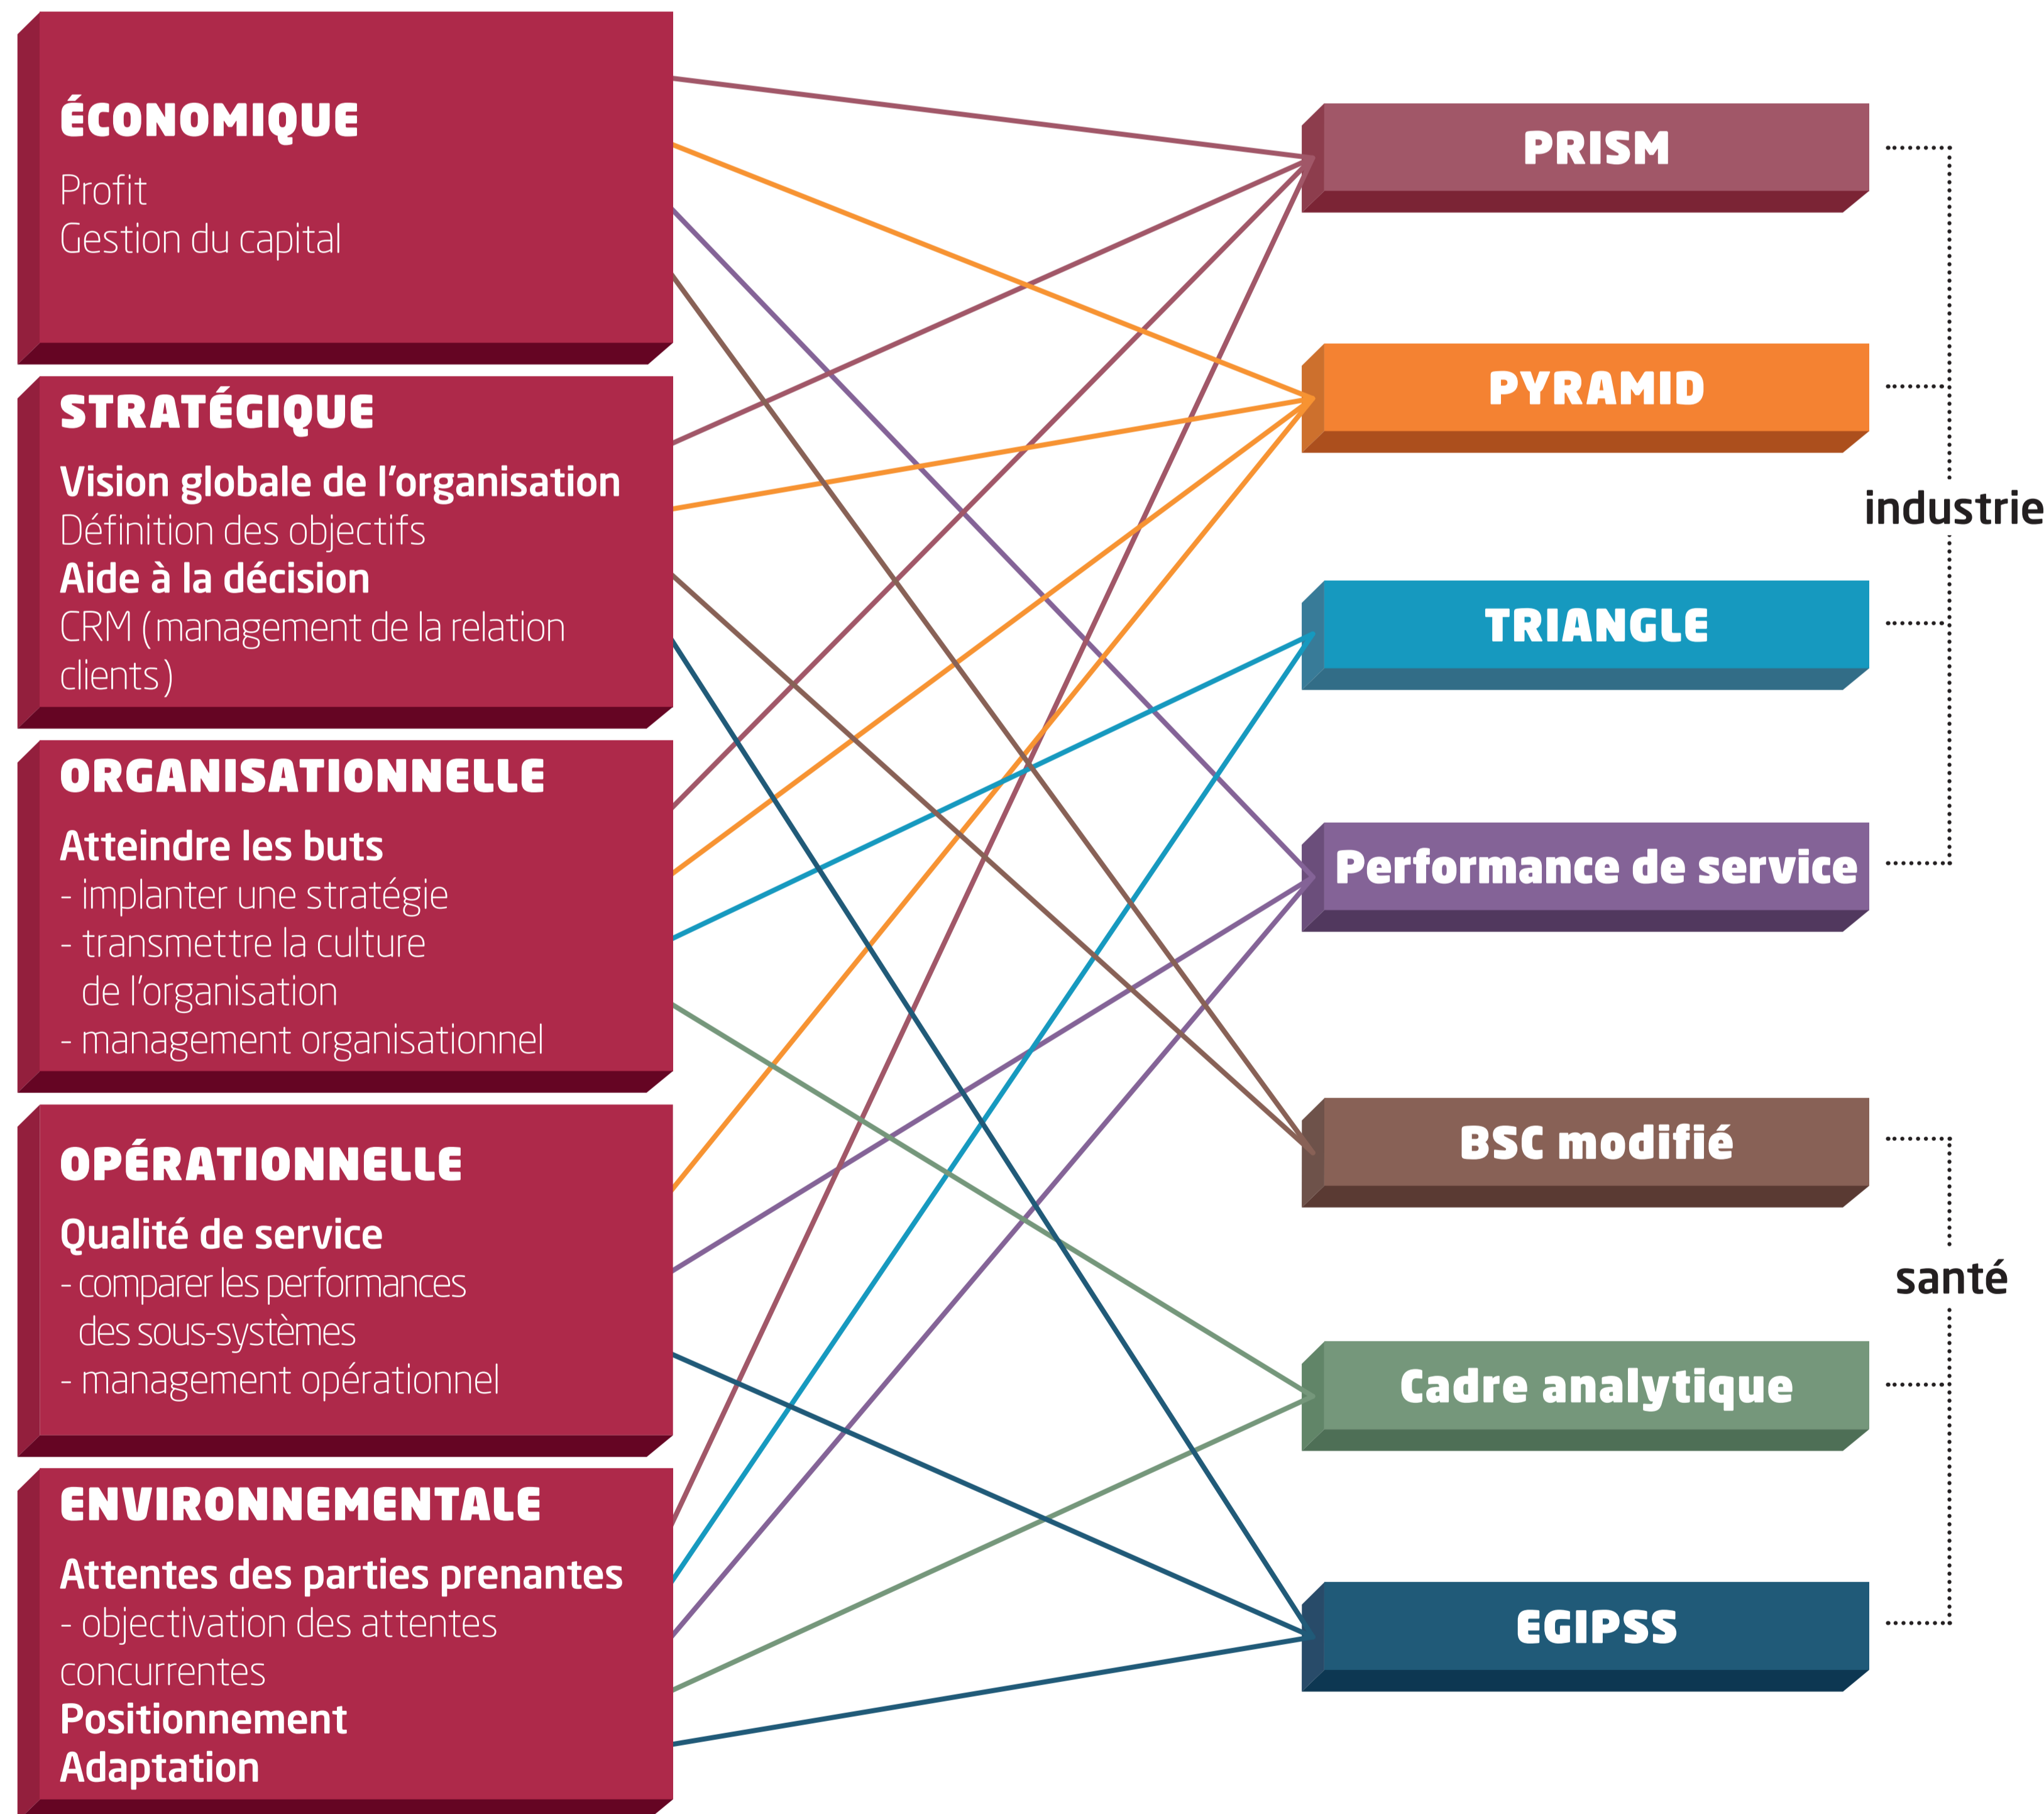 ÉCONOMIQUE
Profit
Gestion du capital
STRATÉGIQUE
Vision globale de l'organisation
Définition des objectifs
Aide à la décision
CRM (management de la relation
clients)
ORGANISATIONNELLE
Atteindre les buts
- implanter une stratégie
- transmettre la culture
de l'organisation
- management organisationnel
OPÉRATIONNELLE
Qualité de service
- comparer les performances
des sous-systèmes
- management opérationnel
ENVIRONNEMENTALE
Attentes des parties prenantes
- objectivation des attentes
concurrentes
Positionnement
Adaptation
PRISM
PYRAMID
TRIANGLE
Performance de service
BSC modifié
Cadre analytique
EGIPSS
industrie
santé